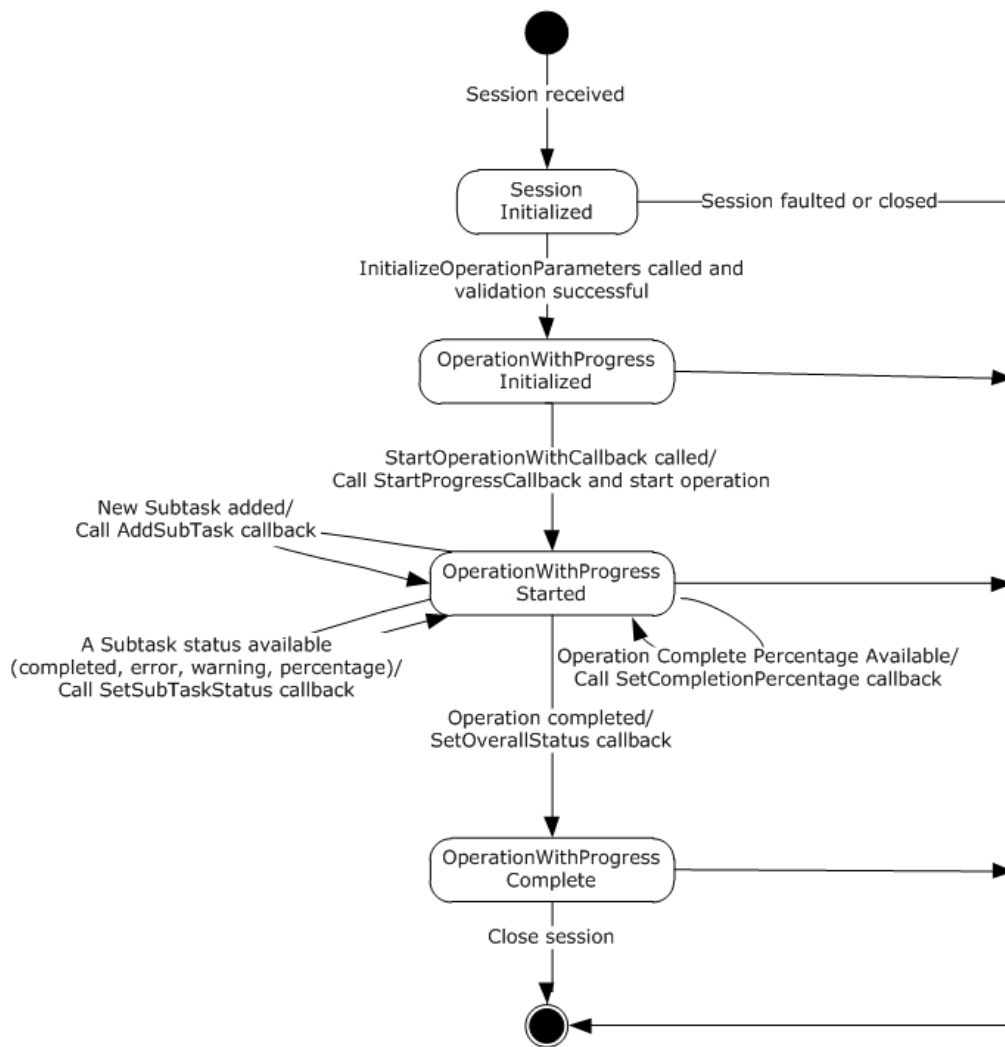 Session received
Session
Initialized
Session faulted or closed
InitializeOperationParameters called and
validation successful
OperationWithProgress
Initialized
StartOperationWithCallback called/
Call StartProgressCallback and start operation
New Subtask added/
Call AddSubTask callback
OperationWithProgress
Started
A Subtask status available
(completed, error, warning, percentage)/
Call SetSubTaskStatus callback
Operation Complete Percentage Available/
Call SetCompletionPercentage callback
Operation completed/
SetOverallStatus callback
OperationWithProgress
Complete
Close session